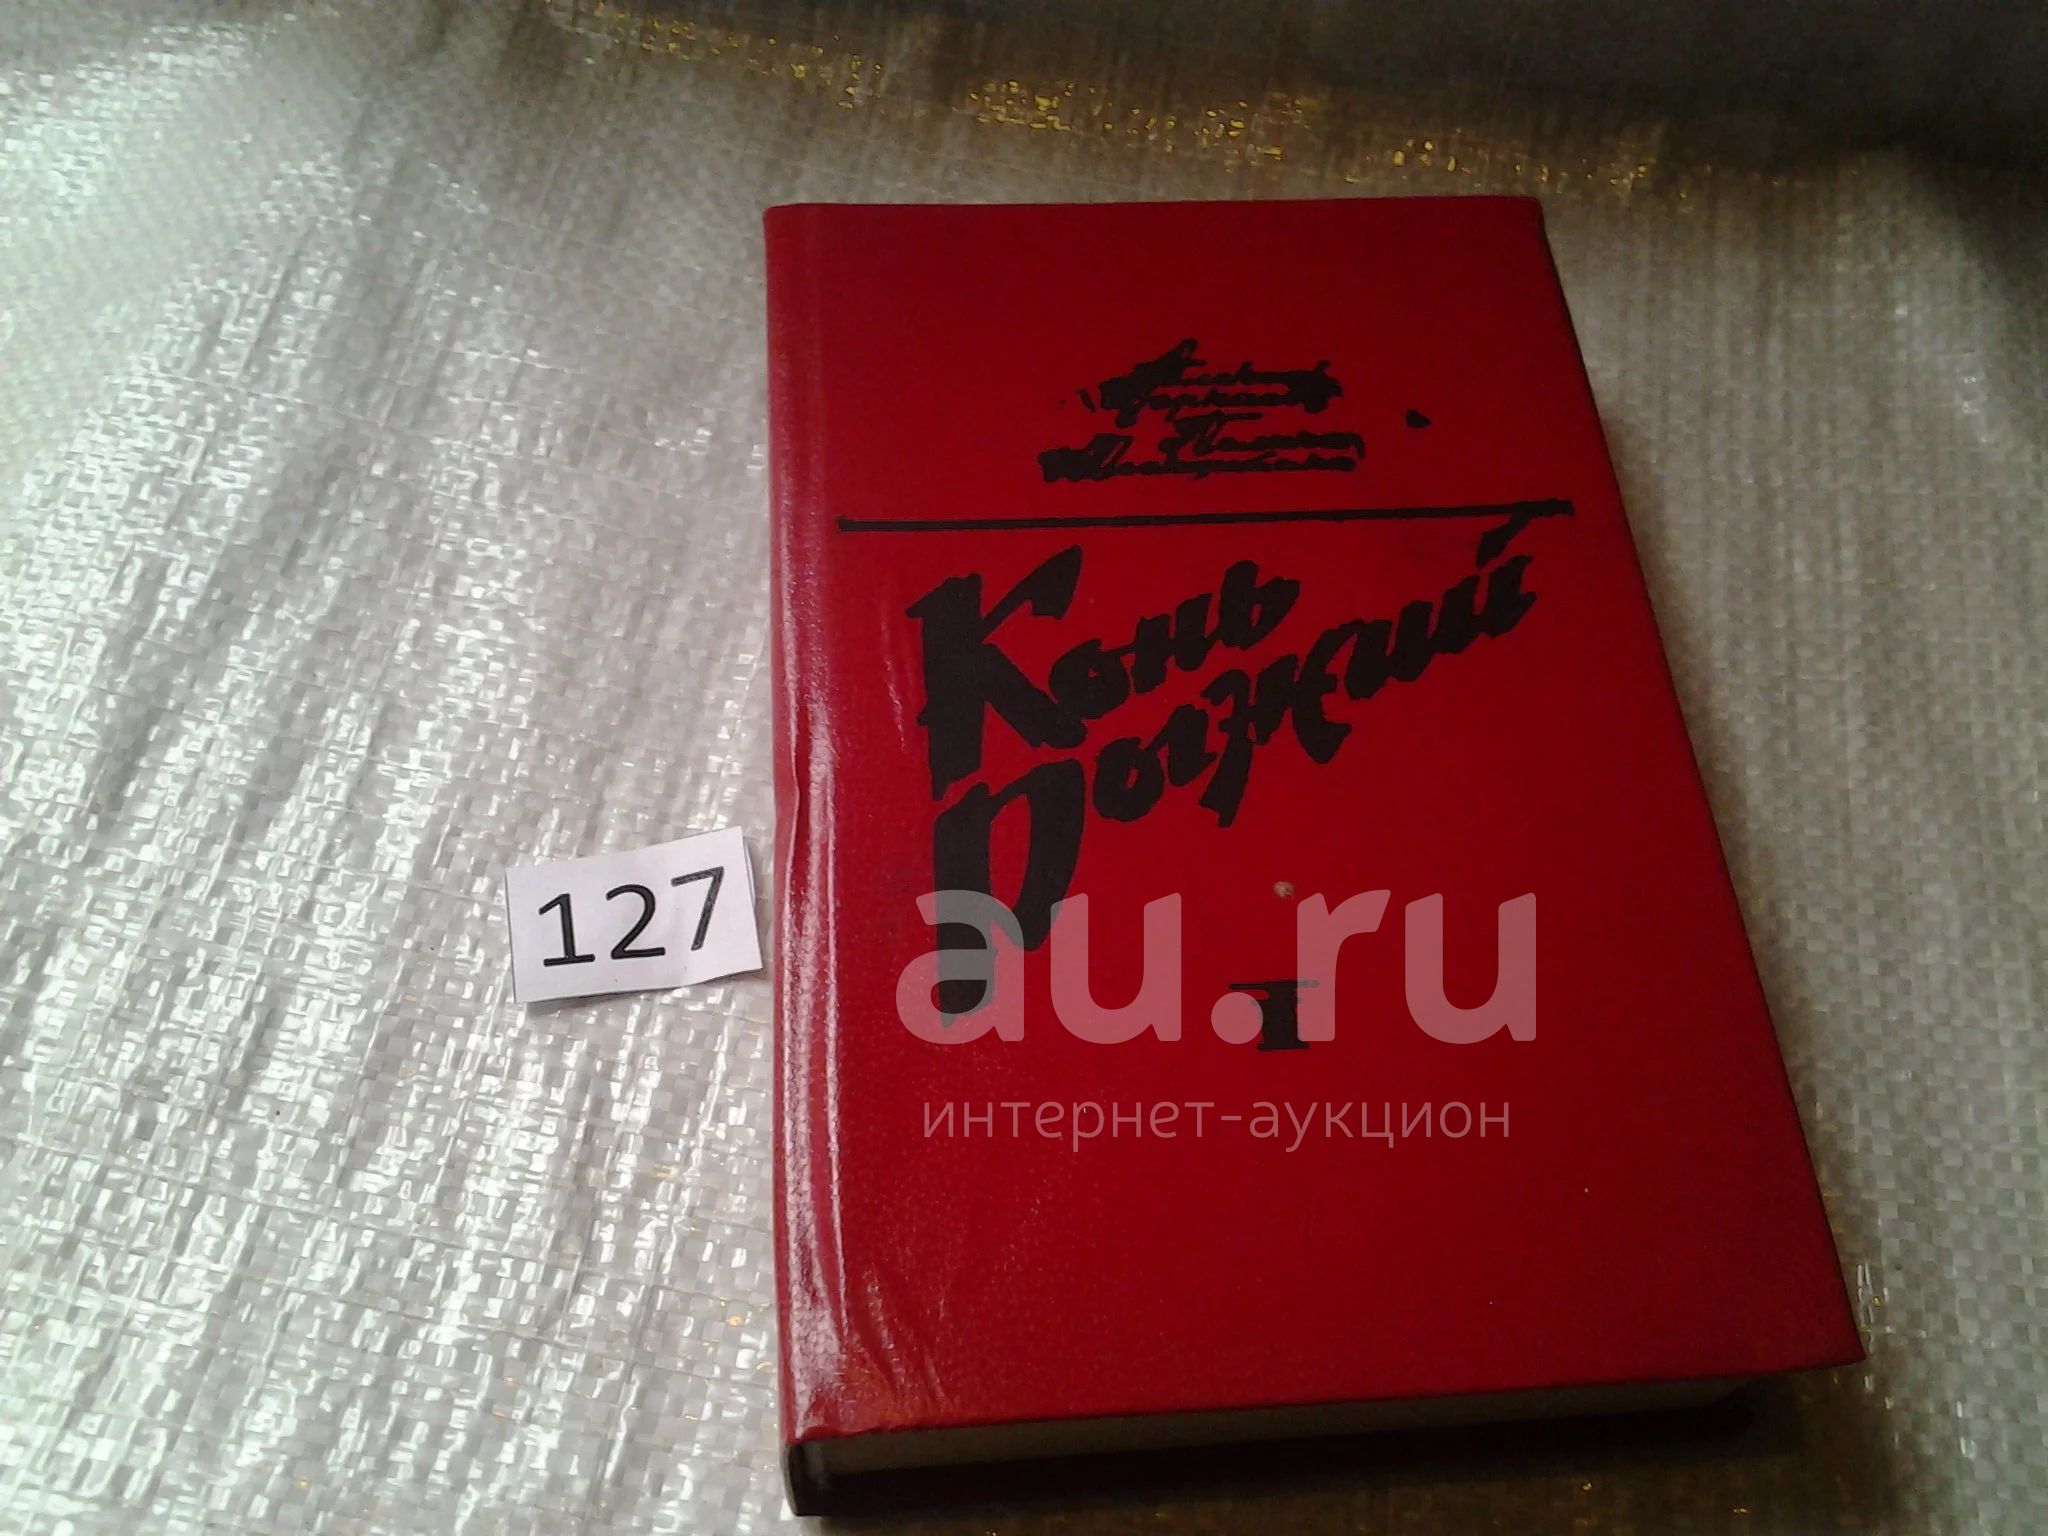 Конь
Рыжий
I
127
au.ru
интернет-аукцион